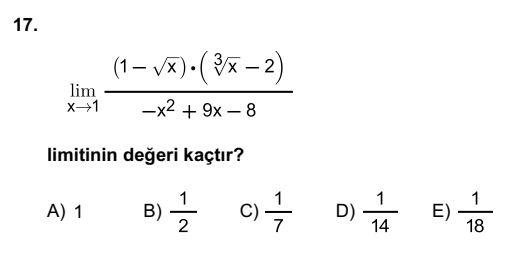 17.
lim x→1 (1 − √x)·(∛x − 2) / −x² + 9x − 8
limitinin değeri kaçtır?
A) 1 B) 1/2 C) 1/7 D) 1/14 E) 1/18